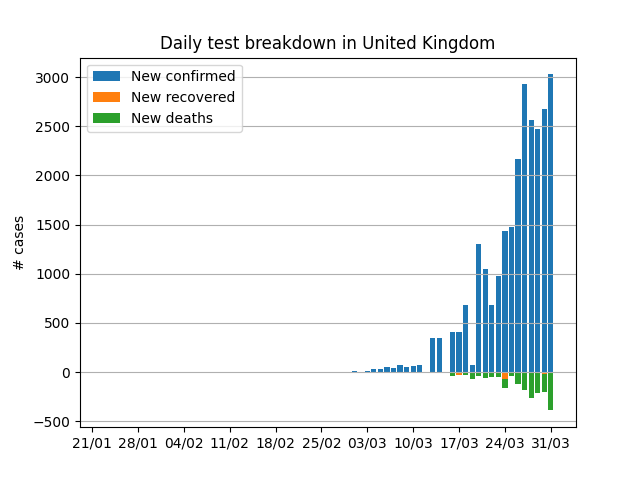 Daily test breakdown in United Kingdom
New confirmed
New recovered
New deaths
# cases
3000
2500
2000
1500
1000
500
0
−500
21/01 28/01 04/02 11/02 18/02 25/02 03/03 10/03 17/03 24/03 31/03